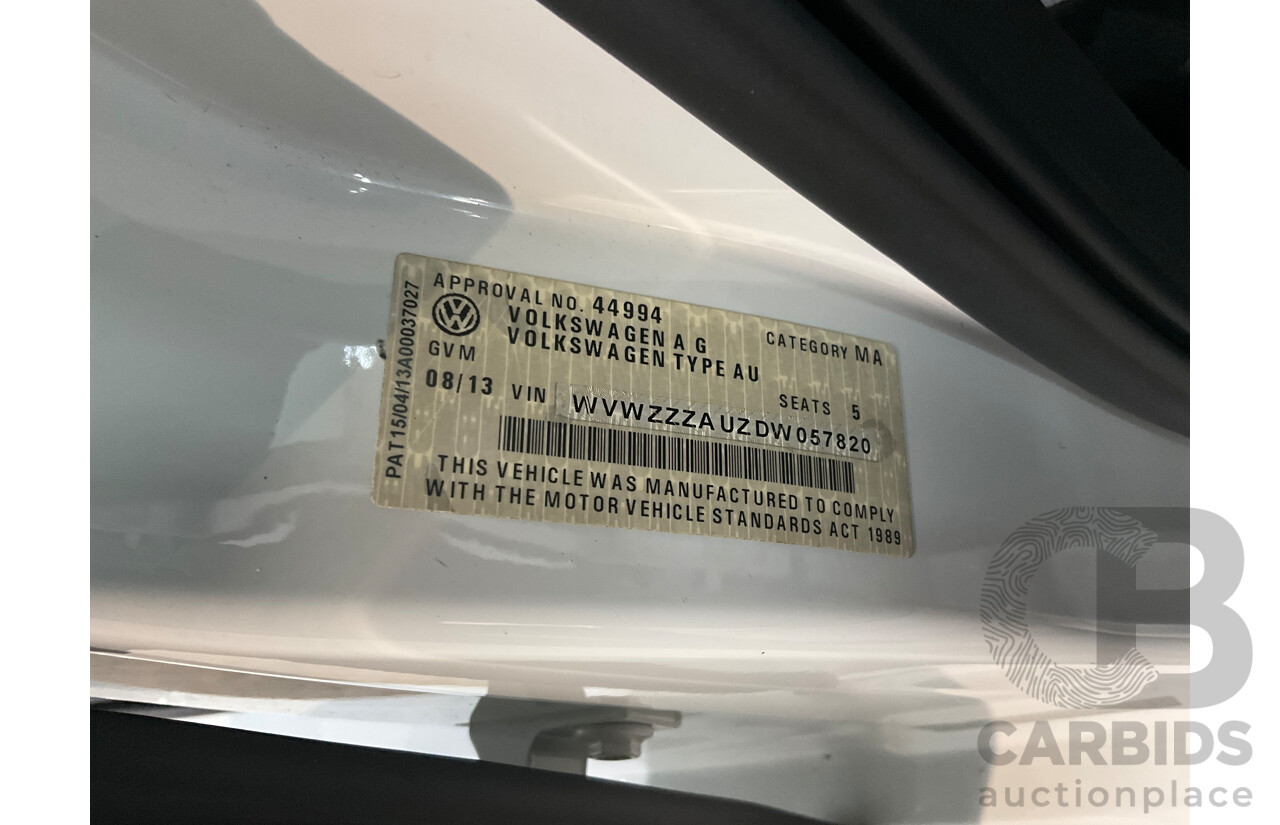 APPROVAL NO. 44994
VOLKSWAGEN A G
VOLKSWAGEN TYPE AU
CATEGORY MA
GVM
08/13 VIN WVWZZZAUZDW057820
SEATS 5
THIS VEHICLE WAS MANUFACTURED TO COMPLY
WITH THE MOTOR VEHICLE STANDARDS ACT 1989
PAT15/04/13A00037027
CB
CARBIDS
auctionplace